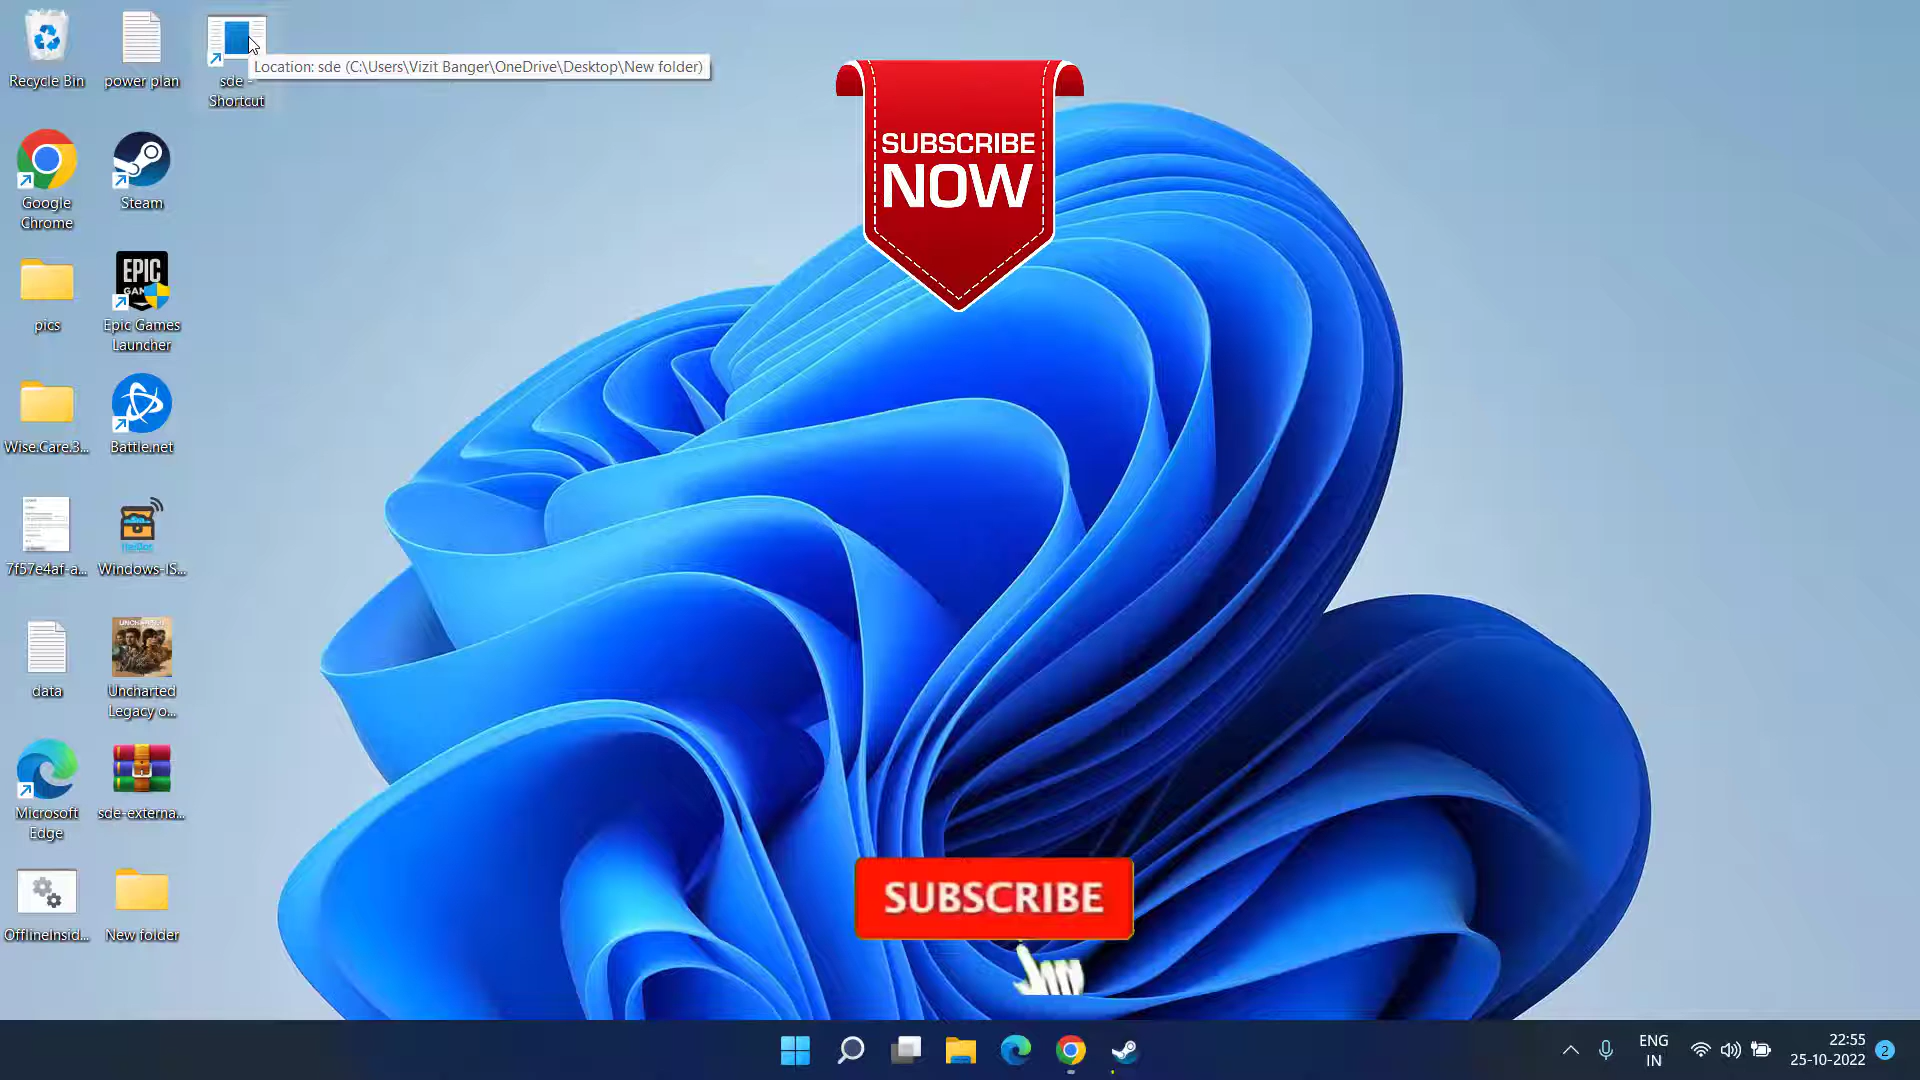 Recycle Bin
power plan
sde -
Shortcut
Location: sde (C:\Users\Vizit Banger\OneDrive\Desktop\New folder)
SUBSCRIBE
NOW
Google
Chrome
Steam
pics
EPIC
Epic Games
Launcher
Wise.Care.3...
Battle.net
7f57e4af-a...
Windows-IS...
data
UNCHARTED
Uncharted
Legacy o...
Microsoft
Edge
sde-externa...
OfflineInsid...
New folder
SUBSCRIBE
ENG
IN
22:55
25-10-2022
2